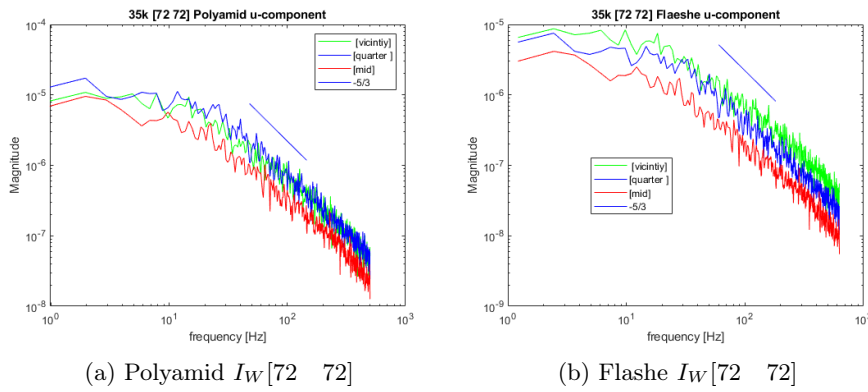 35k [72 72] Polyamid u-component
10^-4
10^-5
10^-6
10^-7
10^-8
Magnitude
[vicintiy]
[quarter ]
[mid]
-5/3
10^0
10^1
10^2
10^3
frequency [Hz]
(a) Polyamid I_W[72 72]
35k [72 72] Flaeshe u-component
10^-5
10^-6
10^-7
10^-8
10^-9
Magnitude
[vicintiy]
[quarter ]
[mid]
-5/3
10^0
10^1
10^2
10^3
frequency [Hz]
(b) Flashe I_W[72 72]